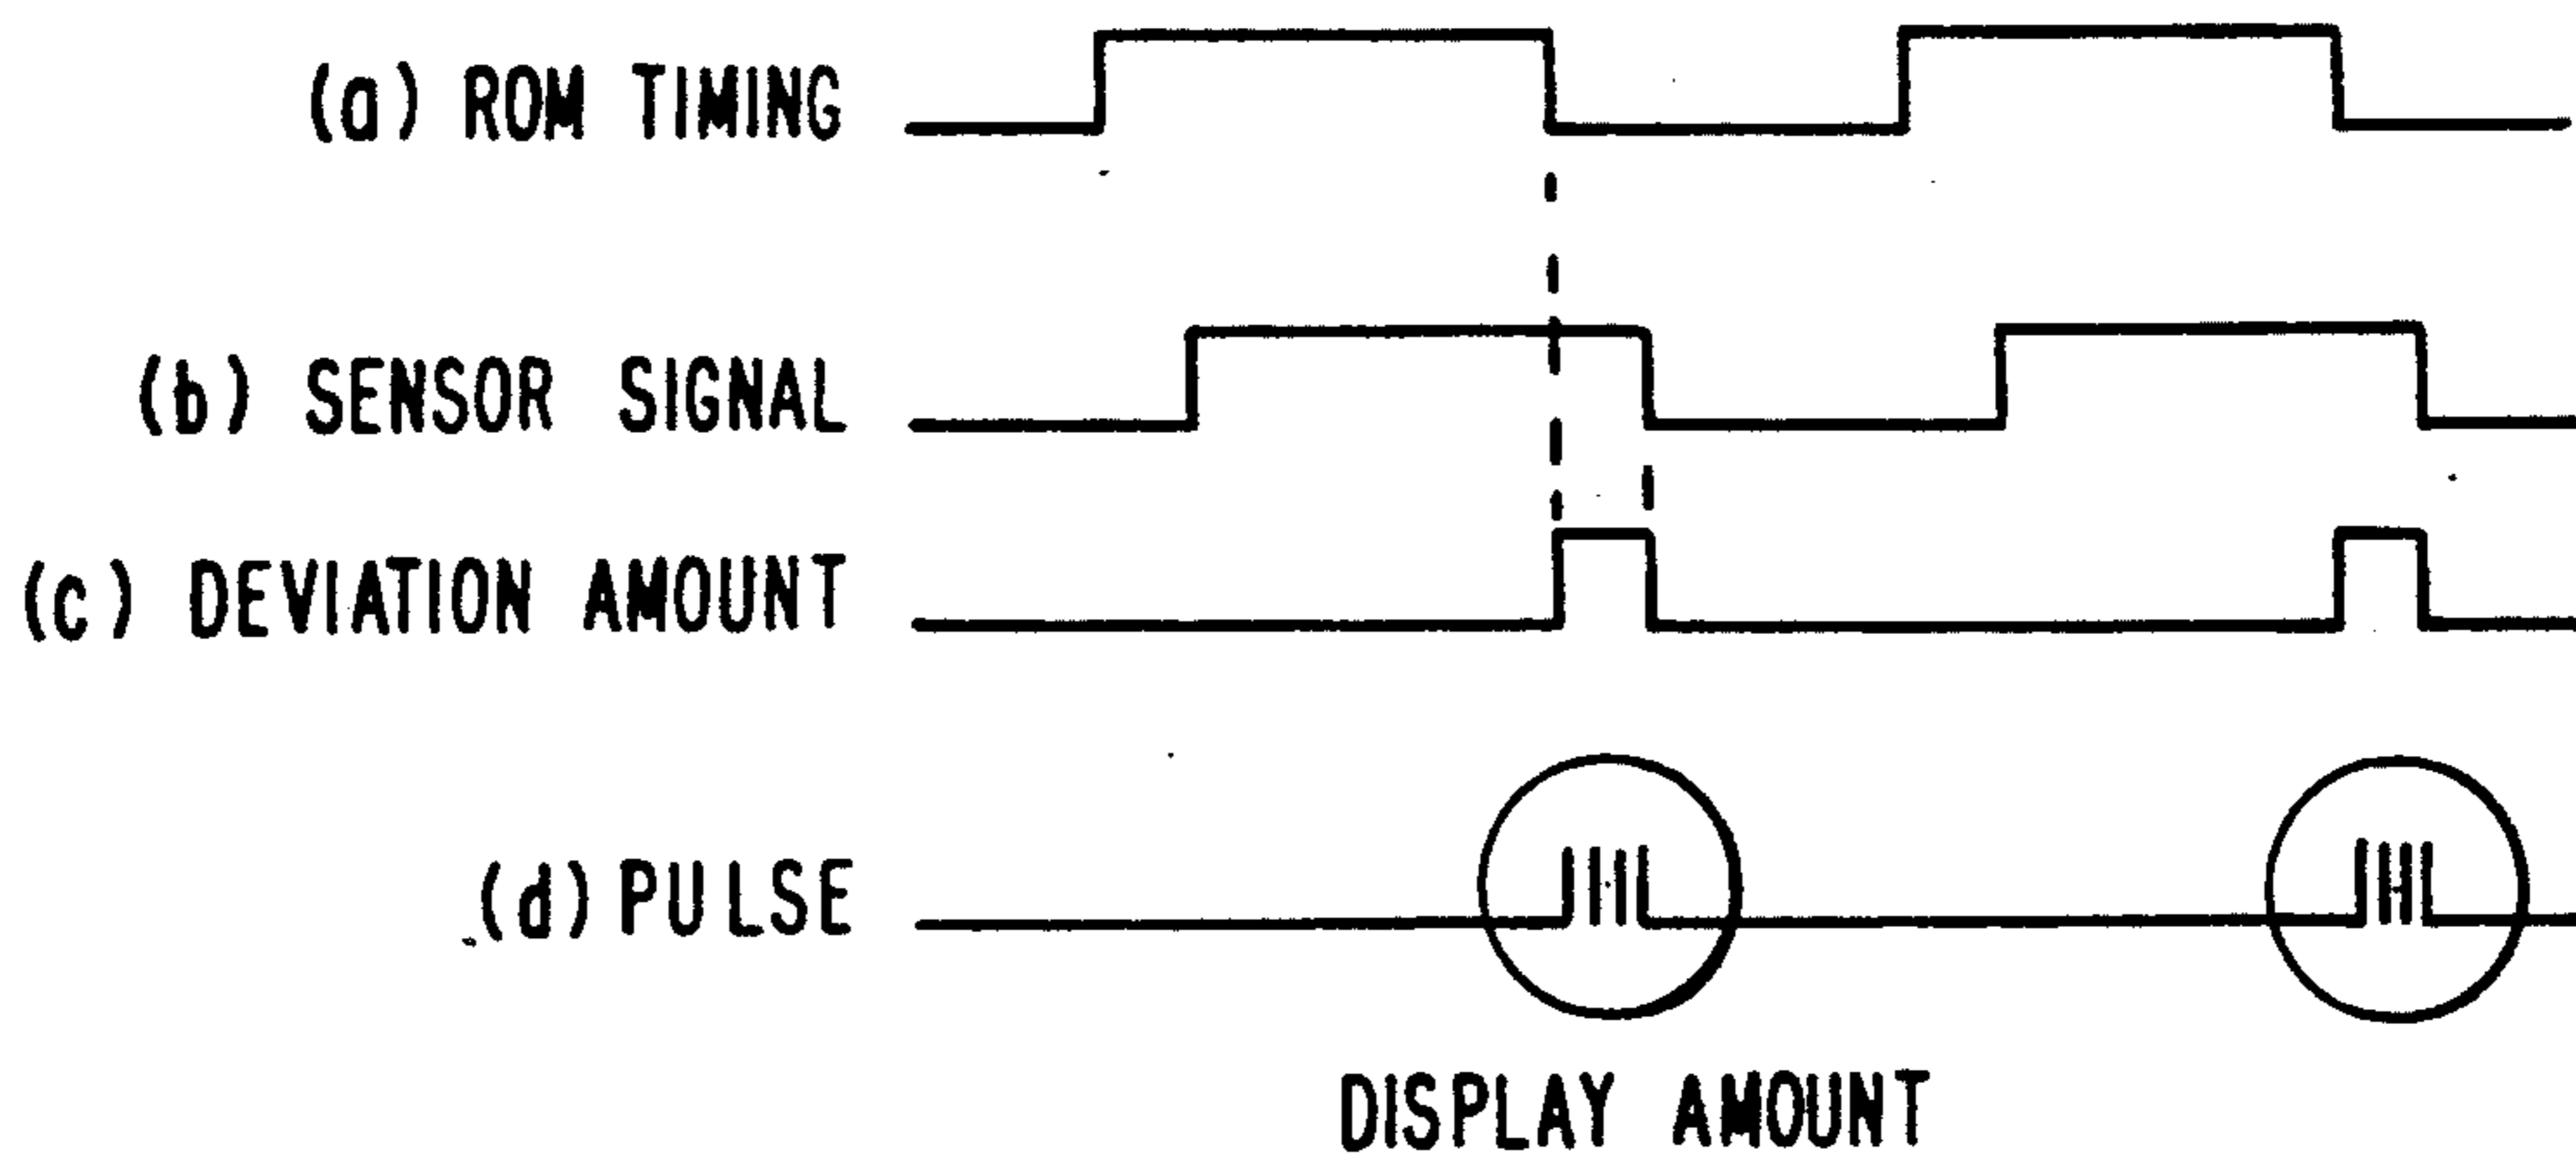 (a) ROM TIMING
(b) SENSOR SIGNAL
(c) DEVIATION AMOUNT
(d) PULSE
DISPLAY AMOUNT